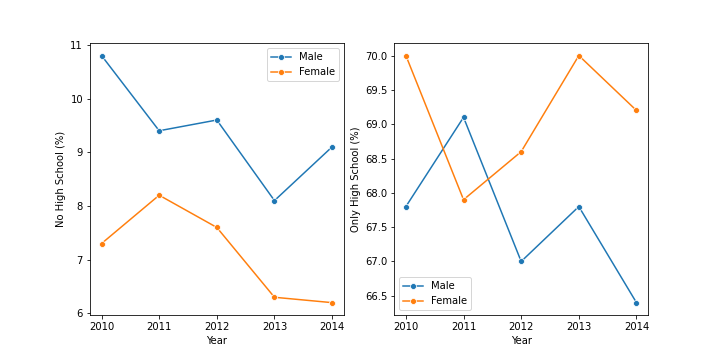 No High School (%)
11
10
9
8
7
6
2010 2011 2012 2013 2014
Year
Male
Female
Only High School (%)
70.0
69.5
69.0
68.5
68.0
67.5
67.0
66.5
2010 2011 2012 2013 2014
Year
Male
Female